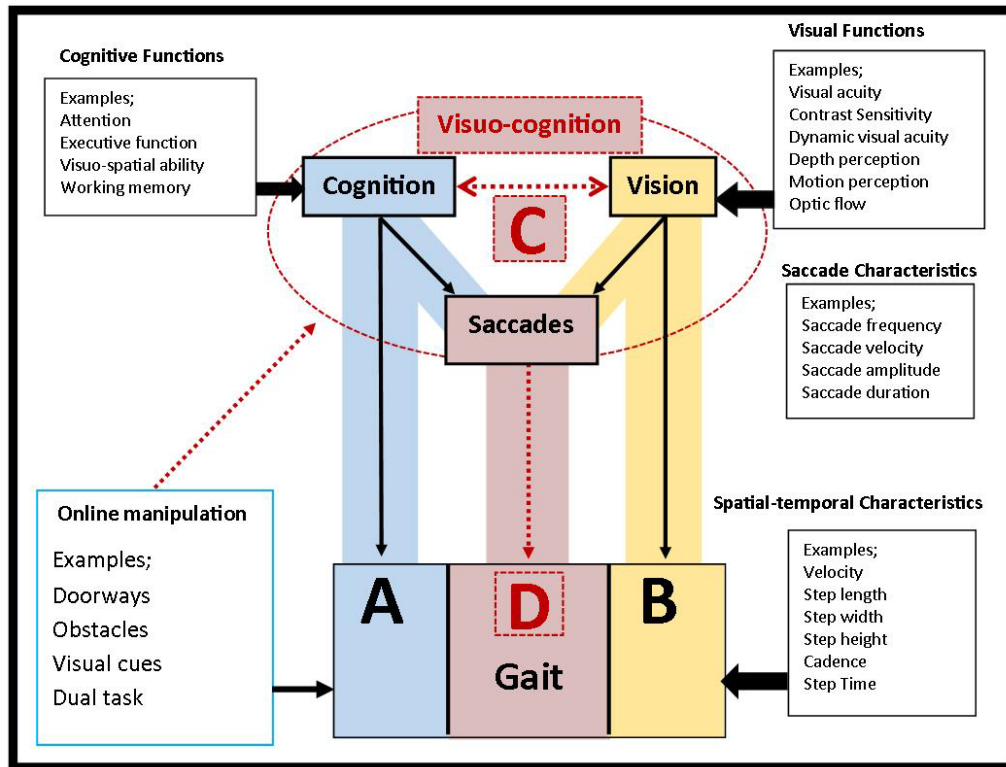 Cognitive Functions
Examples;
Attention
Executive function
Visuo-spatial ability
Working memory
Visual Functions
Examples;
Visual acuity
Contrast Sensitivity
Dynamic visual acuity
Depth perception
Motion perception
Optic flow
Visuo-cognition
Cognition
Vision
C
Saccades
Saccade Characteristics
Examples;
Saccade frequency
Saccade velocity
Saccade amplitude
Saccade duration
Online manipulation
Examples;
Doorways
Obstacles
Visual cues
Dual task
A
D
B
Gait
Spatial-temporal Characteristics
Examples;
Velocity
Step length
Step width
Step height
Cadence
Step Time